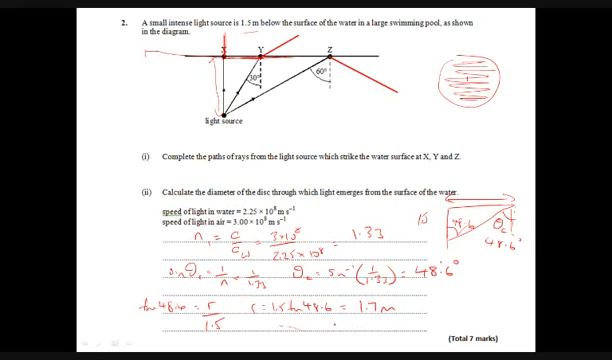 2. A small intense light source is 1.5 m below the surface of the water in a large swimming pool, as shown
in the diagram.
X Y Z
30° 60°
light source
(i) Complete the paths of rays from the light source which strike the water surface at X, Y and Z.
(ii) Calculate the diameter of the disc through which light emerges from the surface of the water.
speed of light in water = 2.25 × 10⁸ m s⁻¹
speed of light in air = 3.00 × 10⁸ m s⁻¹
48.6 θc
48.6°
n₁ = c/cw = 3×10⁸/2.25×10⁸ = 1.33
sin θc = 1/n = 1/1.33 θc = sin⁻¹(1/1.33) = 48.6°
tan 48.6 = r/1.5 r = 1.5 tan 48.6 = 1.7m
(Total 7 marks)